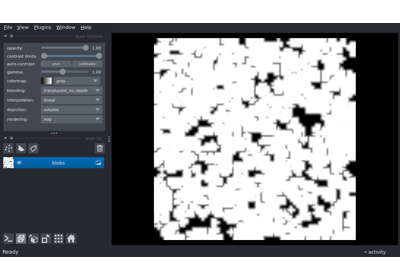 File View Plugins Window Help
opacity: 1.00
contrast limits:
auto-contrast: once continuous
gamma: 1.00
colormap: gray
blending: translucent_no_depth
interpolation: linear
depiction: volume
rendering: mip
blobs
Ready activity